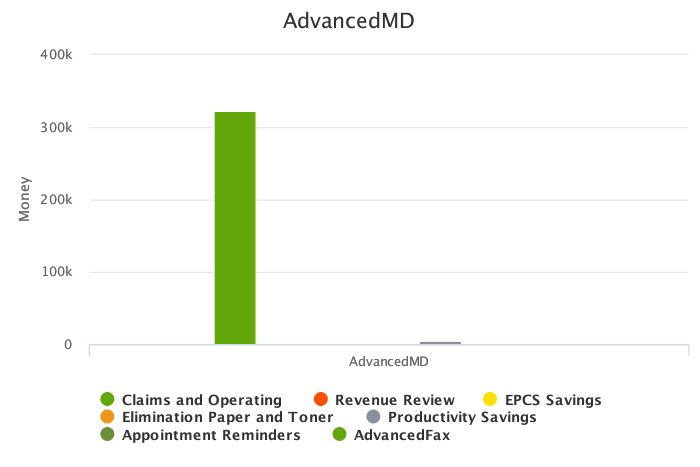 AdvancedMD
400k
300k
200k
100k
0
Money
AdvancedMD
Claims and Operating Revenue Review EPCS Savings
Elimination Paper and Toner Productivity Savings
Appointment Reminders AdvancedFax